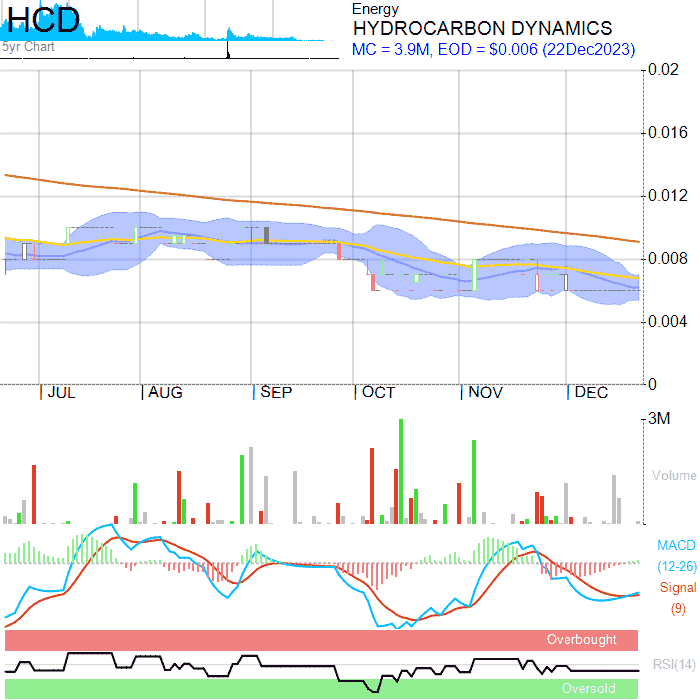 HCD
5yr Chart
Energy
HYDROCARBON DYNAMICS
MC = 3.9M, EOD = $0.006 (22Dec2023)
0.02
0.016
0.012
0.008
0.004
0
JUL AUG SEP OCT NOV DEC
3M
Volume
MACD
(12-26)
Signal
(9)
Overbought
RSI(14)
Oversold